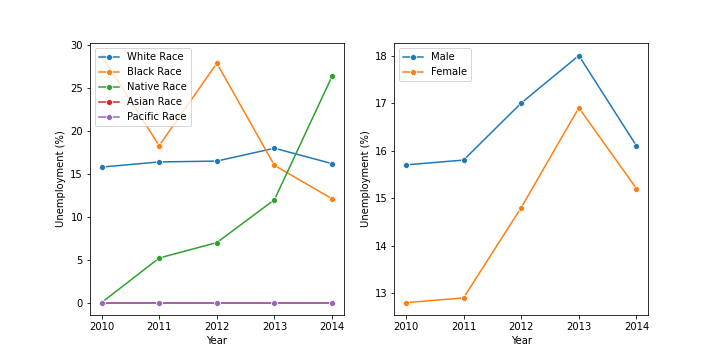 White Race
Black Race
Native Race
Asian Race
Pacific Race
Unemployment (%)
30
25
20
15
10
5
0
2010 2011 2012 2013 2014
Year
Male
Female
Unemployment (%)
18
17
16
15
14
13
2010 2011 2012 2013 2014
Year